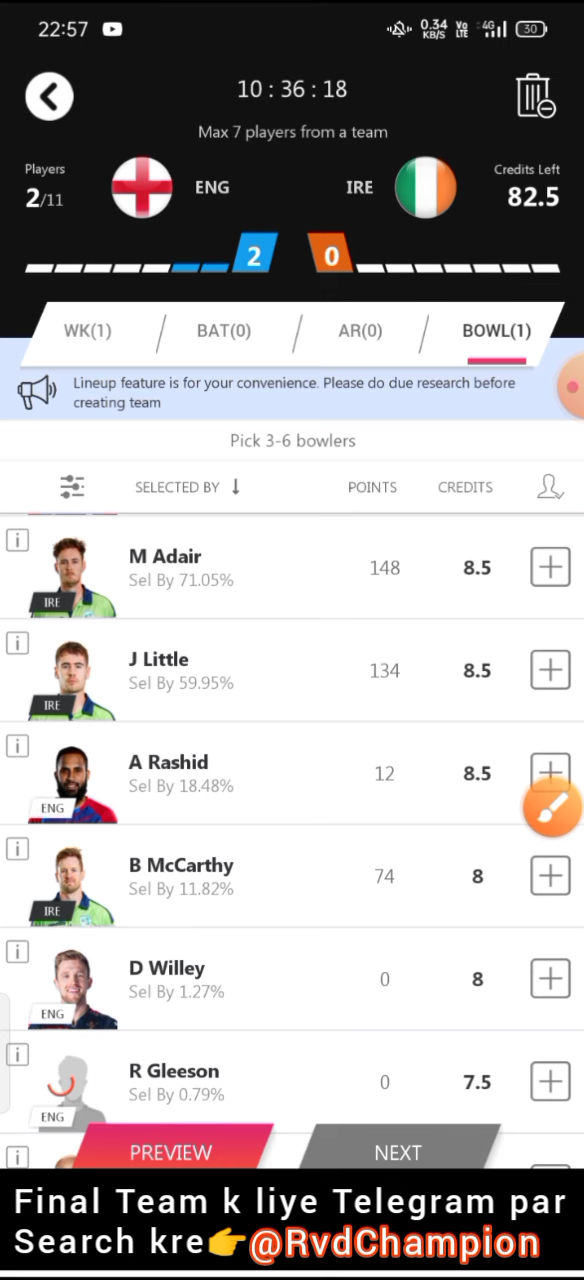 22:57 0.34 KB/S Vo LTE 4G 30
10 : 36 : 18
Max 7 players from a team
Players Credits Left
2/11 ENG IRE 82.5
2 0
WK(1) BAT(0) AR(0) BOWL(1)
Lineup feature is for your convenience. Please do due research before
creating team
Pick 3-6 bowlers
SELECTED BY ↓ POINTS CREDITS
i M Adair
Sel By 71.05% 148 8.5
IRE
i J Little
Sel By 59.95% 134 8.5
IRE
i A Rashid
Sel By 18.48% 12 8.5
ENG
i B McCarthy
Sel By 11.82% 74 8
IRE
i D Willey
Sel By 1.27% 0 8
ENG
i R Gleeson
Sel By 0.79% 0 7.5
ENG
i
PREVIEW NEXT
Final Team k liye Telegram par
Search kre👉@RvdChampion